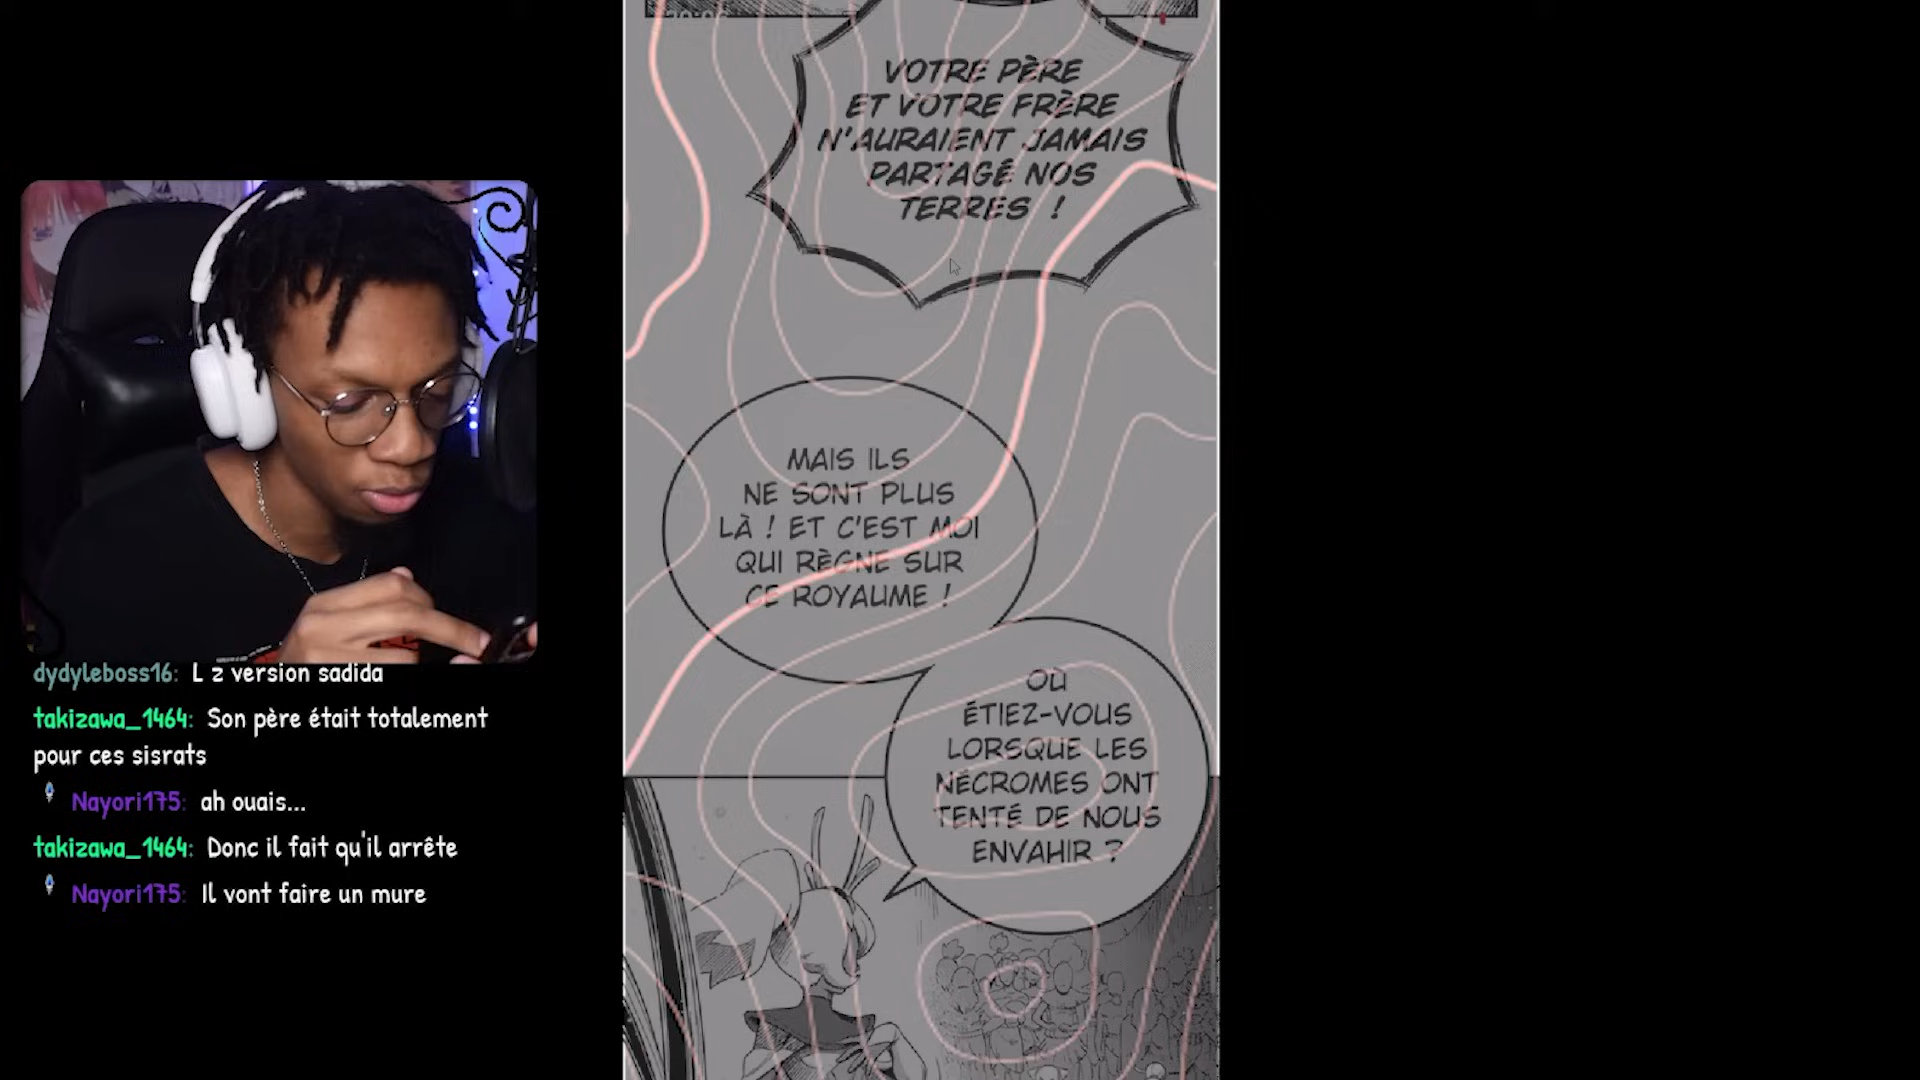 VOTRE PÈRE
ET VOTRE FRÈRE
N'AURAIENT JAMAIS
PARTAGÉ NOS
TERRES !
MAIS ILS
NE SONT PLUS
LÀ ! ET C'EST MOI
QUI RÈGNE SUR
CE ROYAUME !
OÙ
ÉTIEZ-VOUS
LORSQUE LES
NÉCROMES ONT
TENTÉ DE NOUS
ENVAHIR ?
dydyleboss16: L z version sadida
takizawa_1464: Son père était totalement
pour ces sisrats
Nayori175: ah ouais...
takizawa_1464: Donc il fait qu'il arrête
Nayori175: Il vont faire un mure